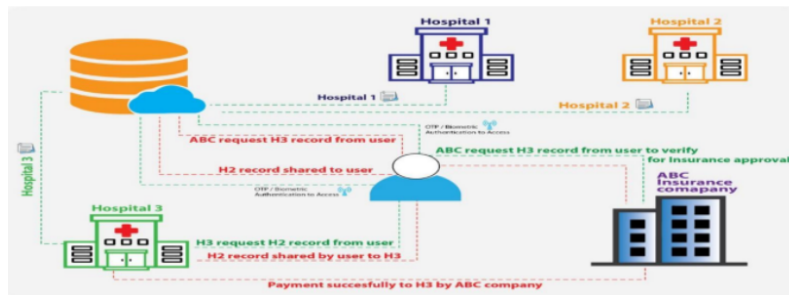 Hospital 1
Hospital 2
Hospital 1
Hospital 2
OTP / Biometric
Authentication to Access
ABC request H3 record from user
ABC request H3 record from user to verify
for Insurance approval
H2 record shared to user
ABC
Insurance
comapany
OTP / Biometric
Authentication to Access
Hospital 3
Hospital 3
H3 request H2 record from user
H2 record shared by user to H3
Payment succesfully to H3 by ABC company